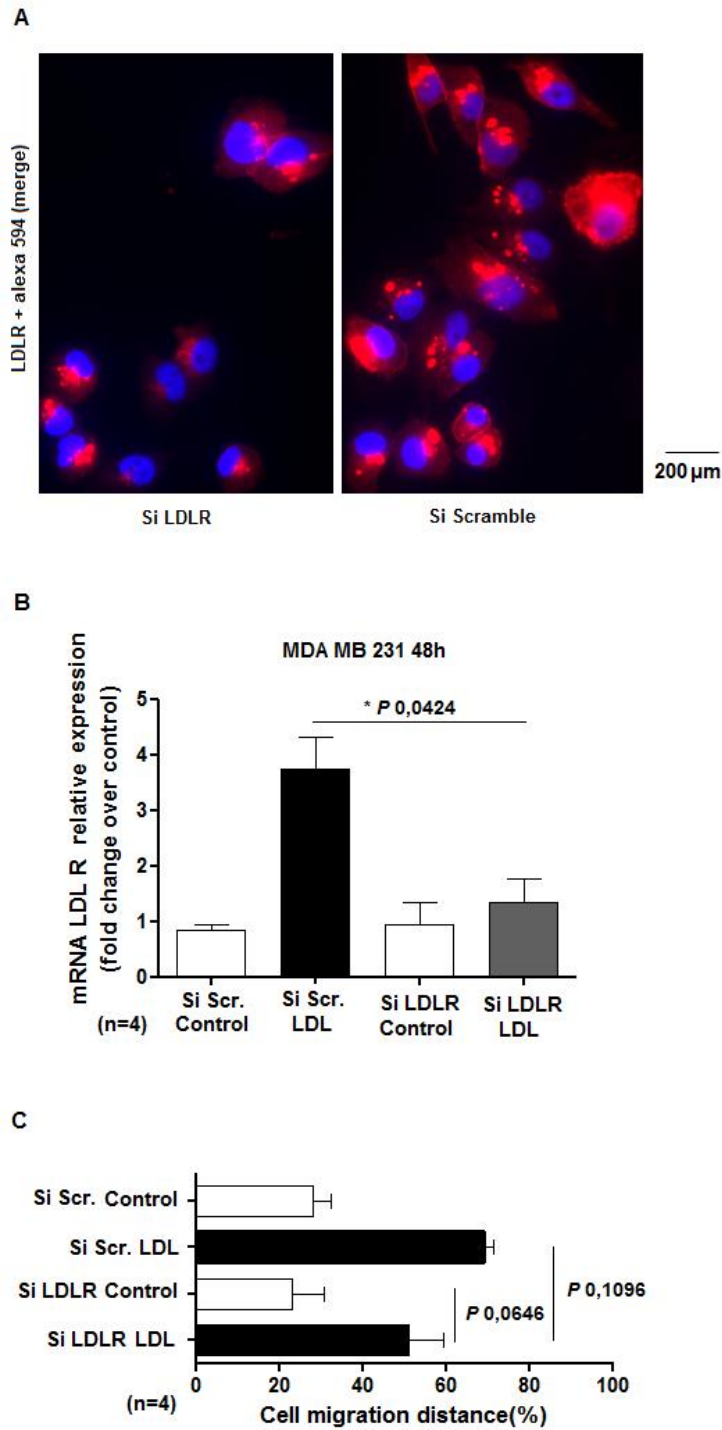 A
LDLR + alexa 594 (merge)
200 µm
Si LDLR
Si Scramble
B
MDA MB 231 48h
mRNA LDL R relative expression
(fold change over control)
5
4
3
2
1
0
* P 0,0424
Si Scr.
Control
Si Scr.
LDL
Si LDLR
Control
Si LDLR
LDL
(n=4)
C
Si Scr. Control
Si Scr. LDL
Si LDLR Control
Si LDLR LDL
P 0,0646
P 0,1096
0
20
40
60
80
100
(n=4)
Cell migration distance(%)